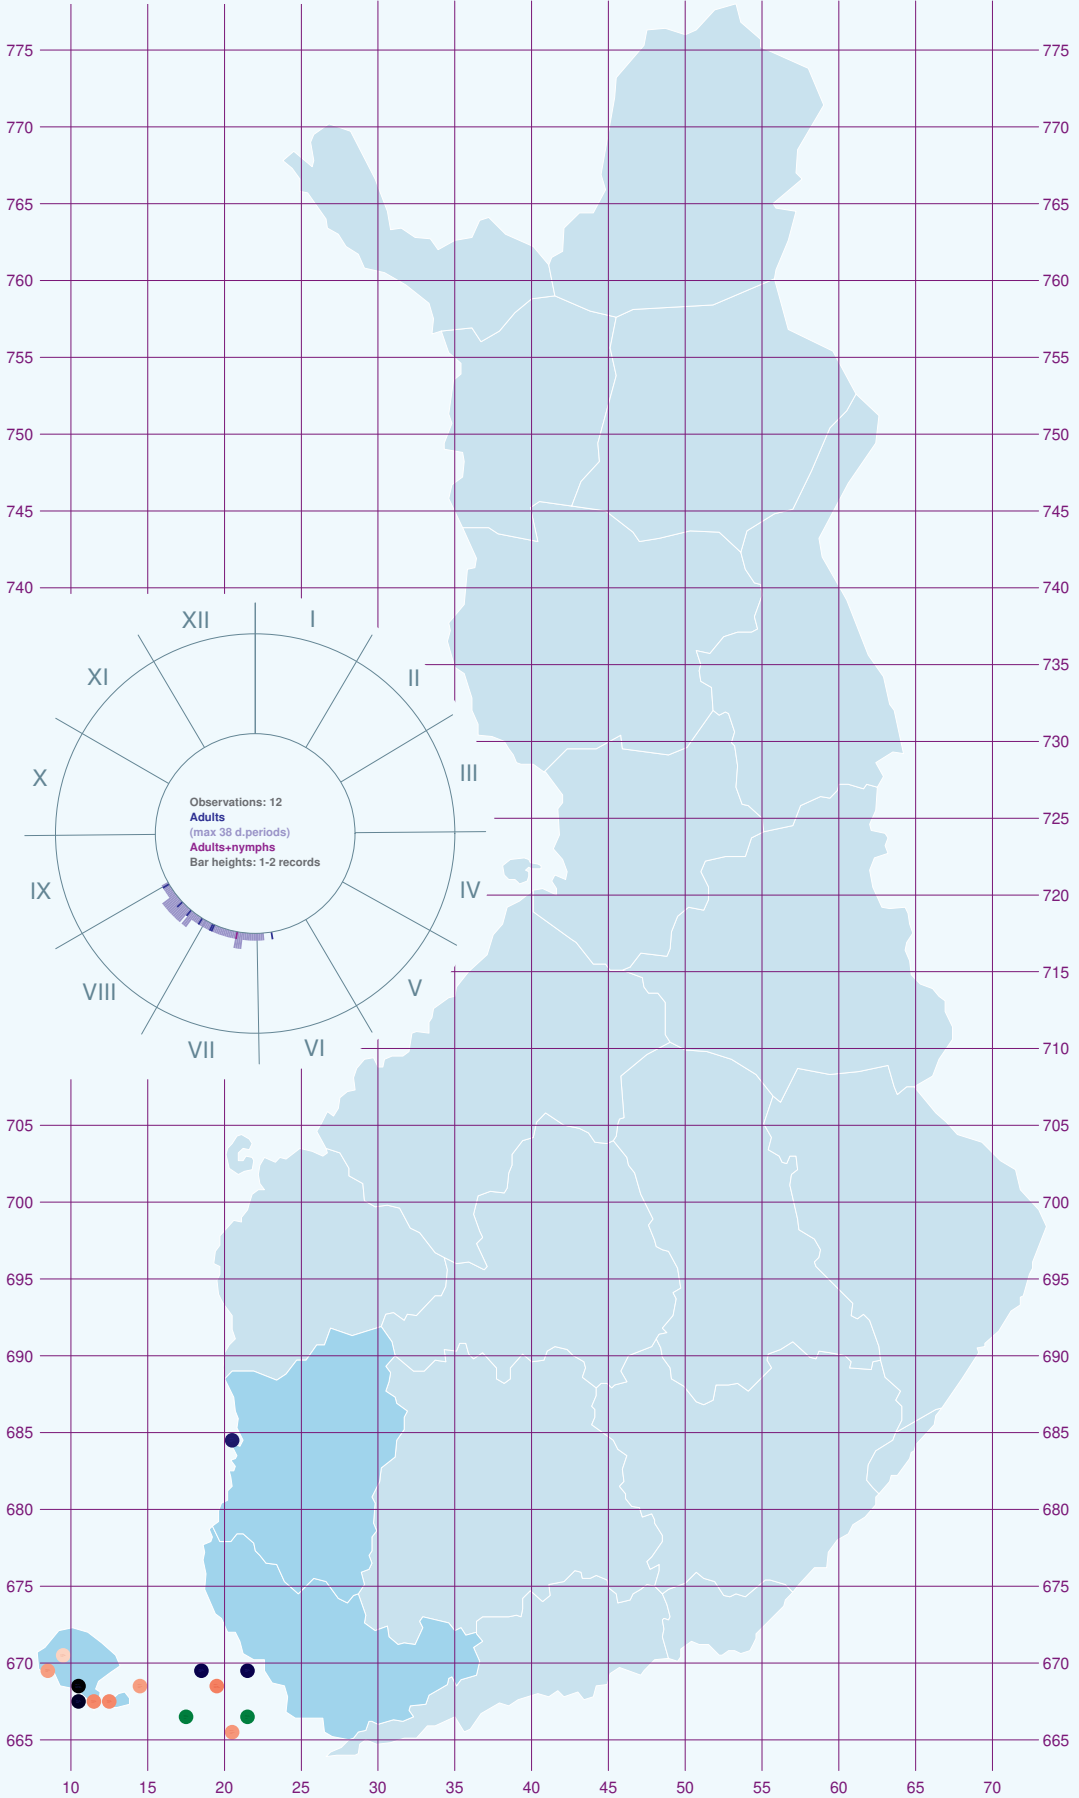 775 775
770 770
765 765
760 760
755 755
750 750
745 745
740 740
XII I
735
XI II
730
X III
Observations: 12
Adults
725
(max 38 d.periods)
Adults+nymphs
Bar heights: 1-2 records
IX IV
720
715
VIII V
VII VI
710
705 705
700 700
695 695
690 690
685 685
680 680
675 675
670 670
665 665
10 15 20 25 30 35 40 45 50 55 60 65 70